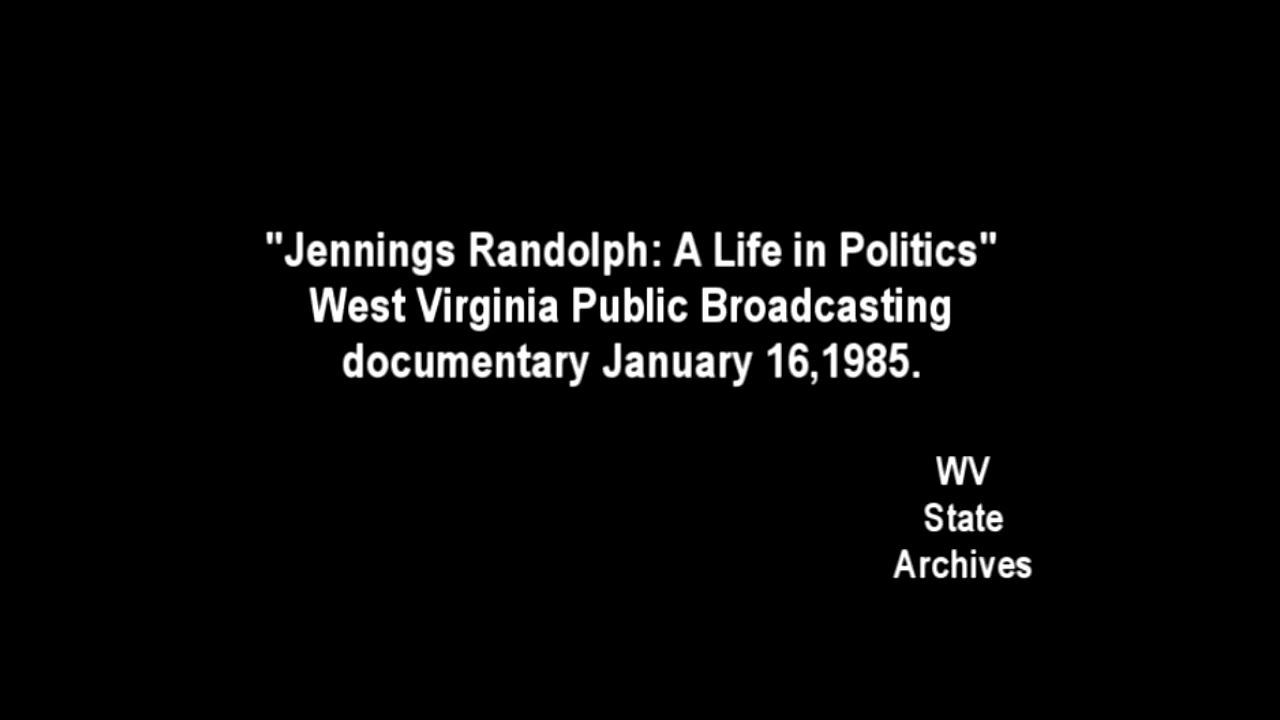 "Jennings Randolph: A Life in Politics"
West Virginia Public Broadcasting
documentary January 16,1985.
WV
State
Archives